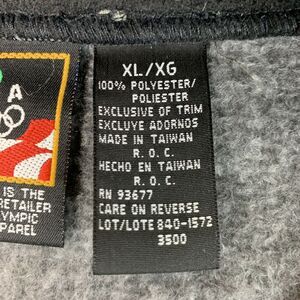 A
IS THE
RETAILER
YMPIC
PAREL
XL/XG
100% POLYESTER/
POLIESTER
EXCLUSIVE OF TRIM
EXCLUYE ADORNOS
MADE IN TAIWAN
R. O. C.
HECHO EN TAIWAN
R. O. C.
RN 93677
CARE ON REVERSE
LOT/LOTE 840-1572
3500